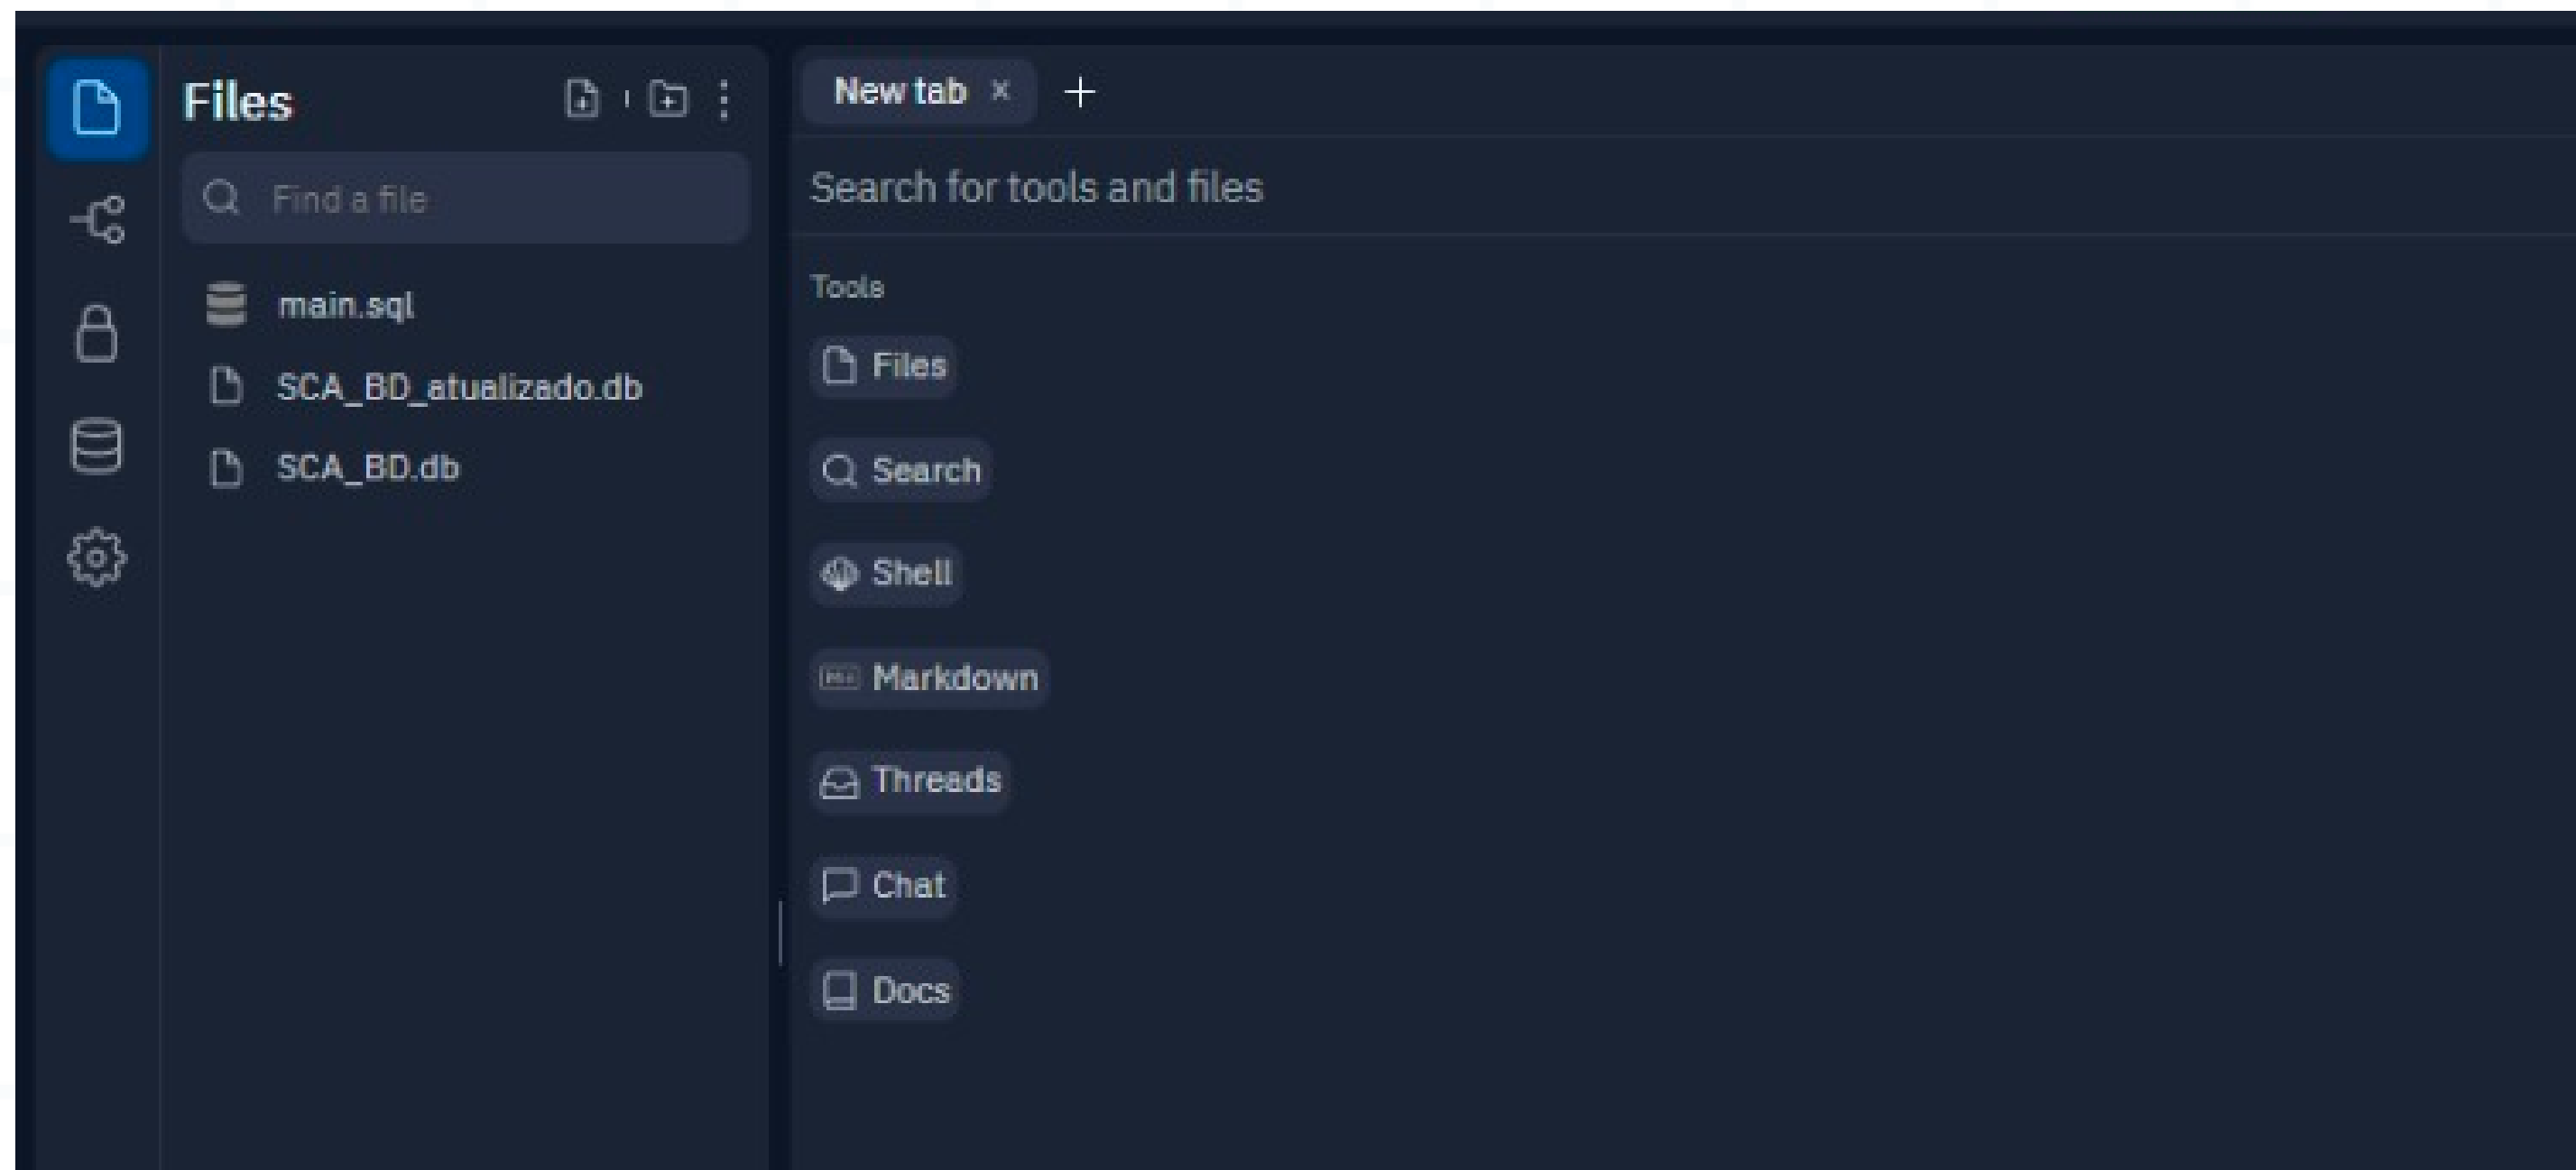 Files
Find a file
main.sql
SCA_BD_atualizado.db
SCA_BD.db
New tab
Search for tools and files
Tools
Files
Search
Shell
Markdown
Threads
Chat
Docs